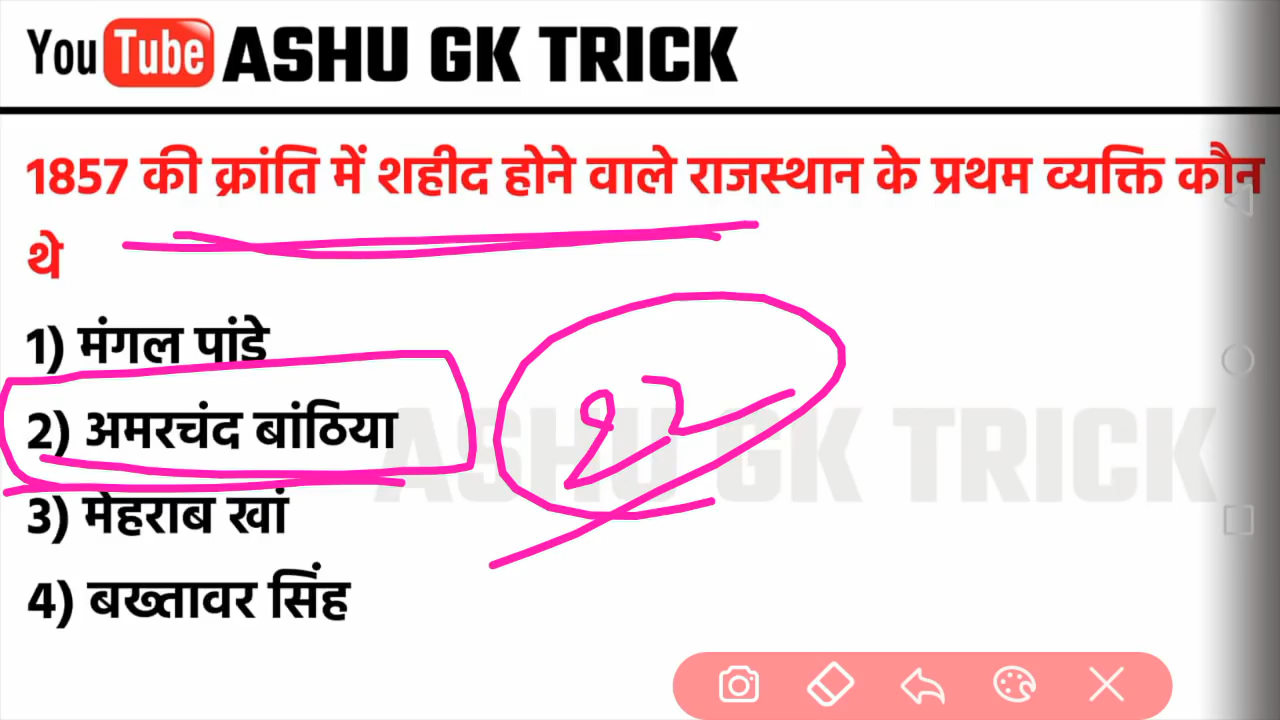 YouTube ASHU GK TRICK
1857 की क्रांति में शहीद होने वाले राजस्थान के प्रथम व्यक्ति कौन
थे
1) मंगल पांडे
2) अमरचंद बांठिया
ASHU GK TRICK
3) मेहराब खां
4) बख्तावर सिंह